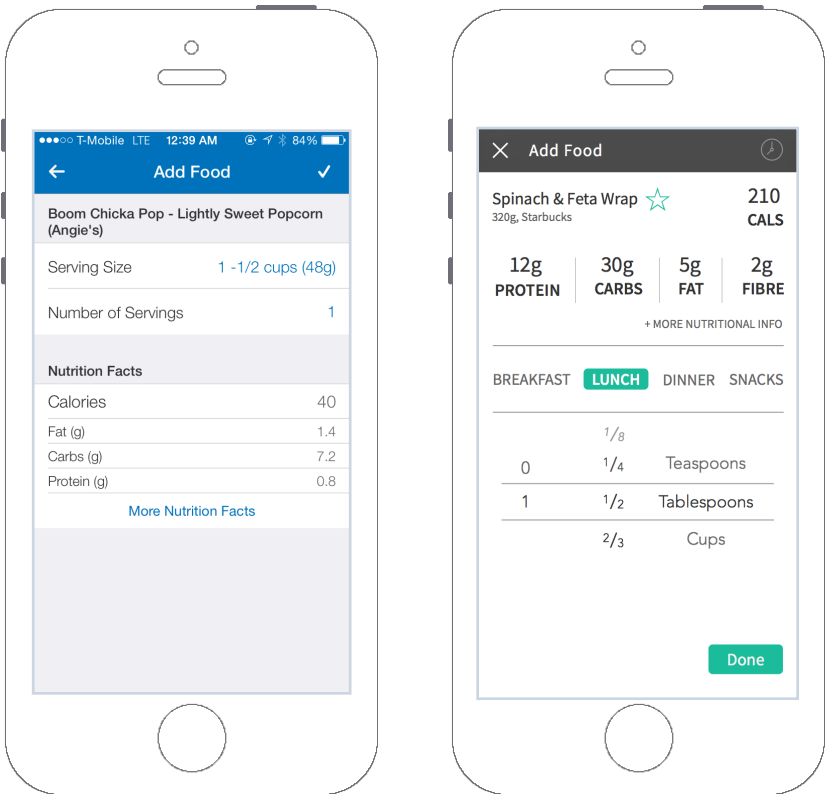 T-Mobile LTE 12:39 AM 84%
Add Food
Boom Chicka Pop - Lightly Sweet Popcorn
(Angie's)
Serving Size 1 -1/2 cups (48g)
Number of Servings 1
Nutrition Facts
Calories 40
Fat (g) 1.4
Carbs (g) 7.2
Protein (g) 0.8
More Nutrition Facts
Add Food
Spinach & Feta Wrap 210
320g, Starbucks CALS
12g 30g 5g 2g
PROTEIN CARBS FAT FIBRE
+ MORE NUTRITIONAL INFO
BREAKFAST LUNCH DINNER SNACKS
1/8
0 1/4 Teaspoons
1 1/2 Tablespoons
2/3 Cups
Done